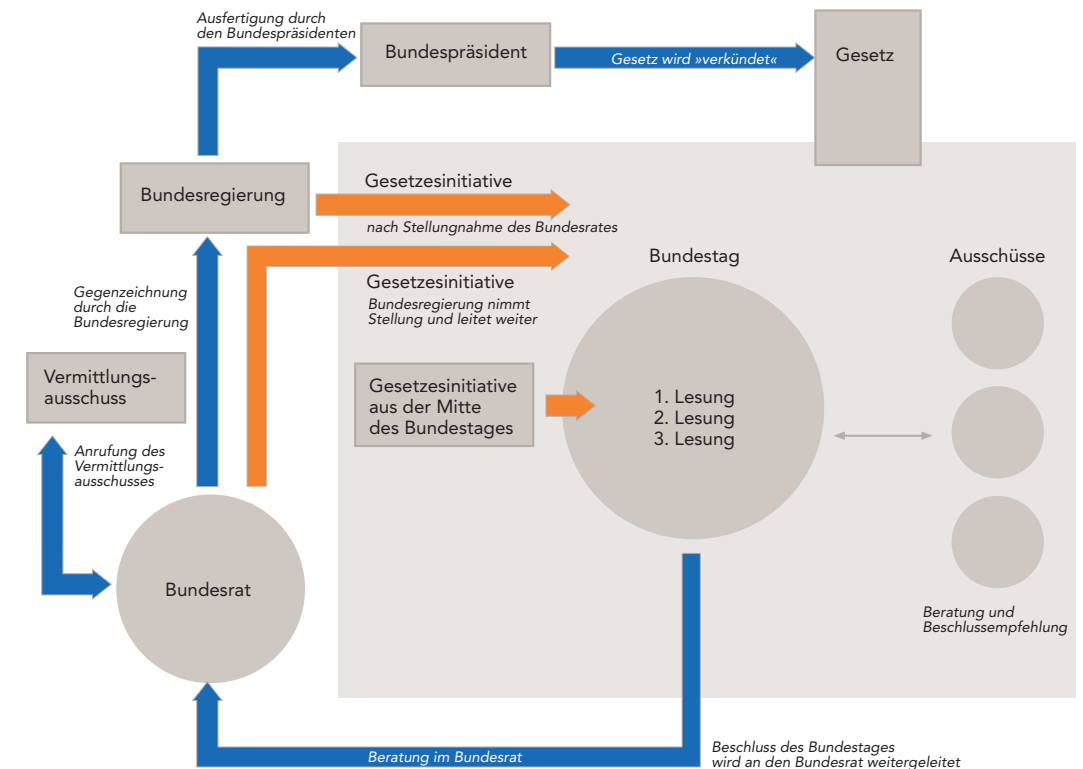 Ausfertigung durch
den Bundespräsidenten
Bundespräsident
Gesetz wird »verkündet«
Gesetz
Bundesregierung
Gesetzesinitiative
nach Stellungnahme des Bundesrates
Gesetzesinitiative
Bundesregierung nimmt
Stellung und leitet weiter
Bundestag
Ausschüsse
Gegenzeichnung
durch die
Bundesregierung
Vermittlungs-
ausschuss
Gesetzesinitiative
aus der Mitte
des Bundestages
1. Lesung
2. Lesung
3. Lesung
Anrufung des
Vermittlungs-
ausschusses
Bundesrat
Beratung und
Beschlussempfehlung
Beratung im Bundesrat
Beschluss des Bundestages
wird an den Bundesrat weitergeleitet